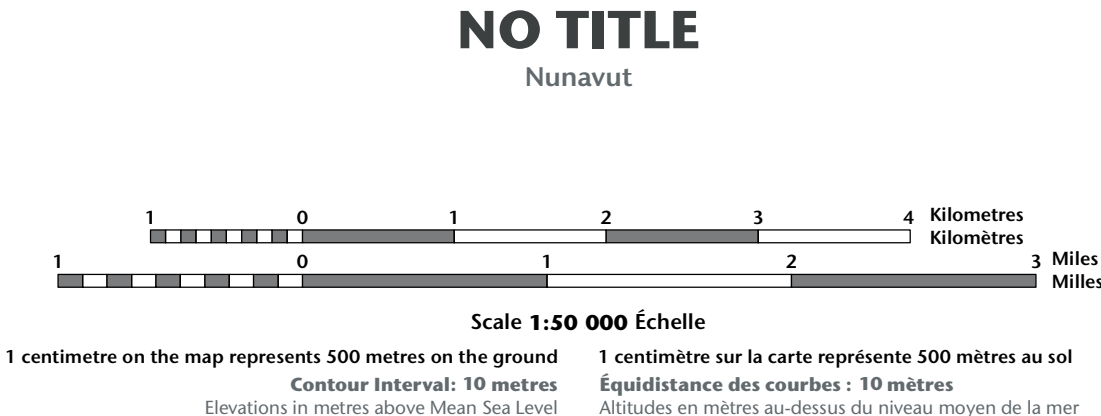 NO TITLE
Nunavut
1 0 1 2 3 4 Kilometres
Kilomètres
1 0 1 2 3 Miles
Milles
Scale 1:50 000 Échelle
1 centimetre on the map represents 500 metres on the ground
1 centimètre sur la carte représente 500 mètres au sol
Contour Interval: 10 metres
Équidistance des courbes : 10 mètres
Elevations in metres above Mean Sea Level
Altitudes en mètres au-dessus du niveau moyen de la mer